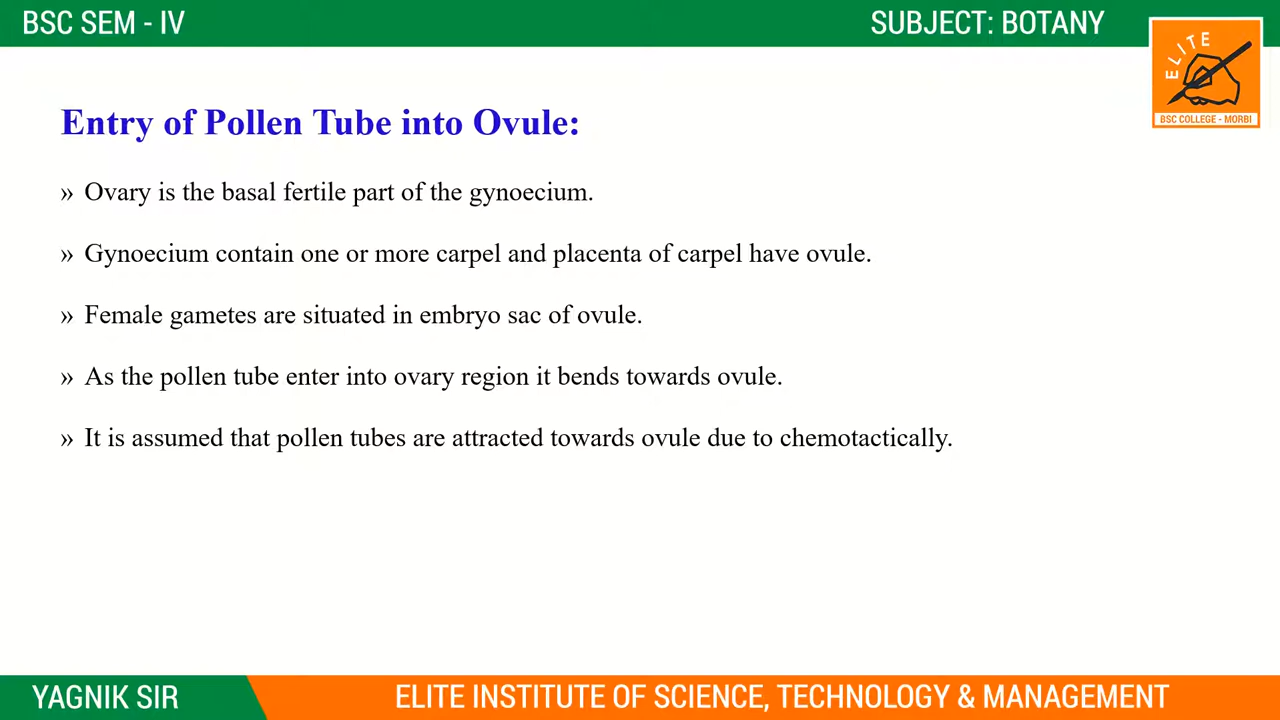 BSC SEM - IV
SUBJECT: BOTANY
ELITE
BSC COLLEGE - MORBI
Entry of Pollen Tube into Ovule:
» Ovary is the basal fertile part of the gynoecium.
» Gynoecium contain one or more carpel and placenta of carpel have ovule.
» Female gametes are situated in embryo sac of ovule.
» As the pollen tube enter into ovary region it bends towards ovule.
» It is assumed that pollen tubes are attracted towards ovule due to chemotactically.
YAGNIK SIR
ELITE INSTITUTE OF SCIENCE, TECHNOLOGY & MANAGEMENT